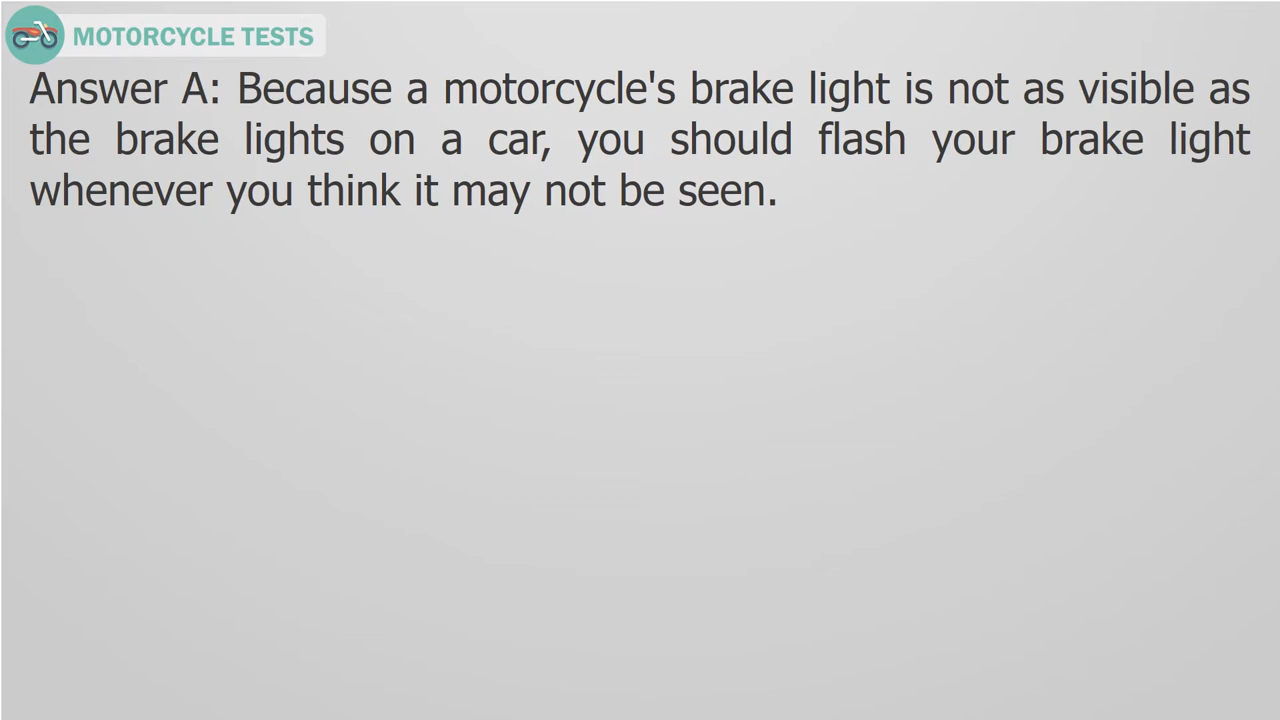 MOTORCYCLE TESTS
Answer A: Because a motorcycle's brake light is not as visible as
the brake lights on a car, you should flash your brake light
whenever you think it may not be seen.